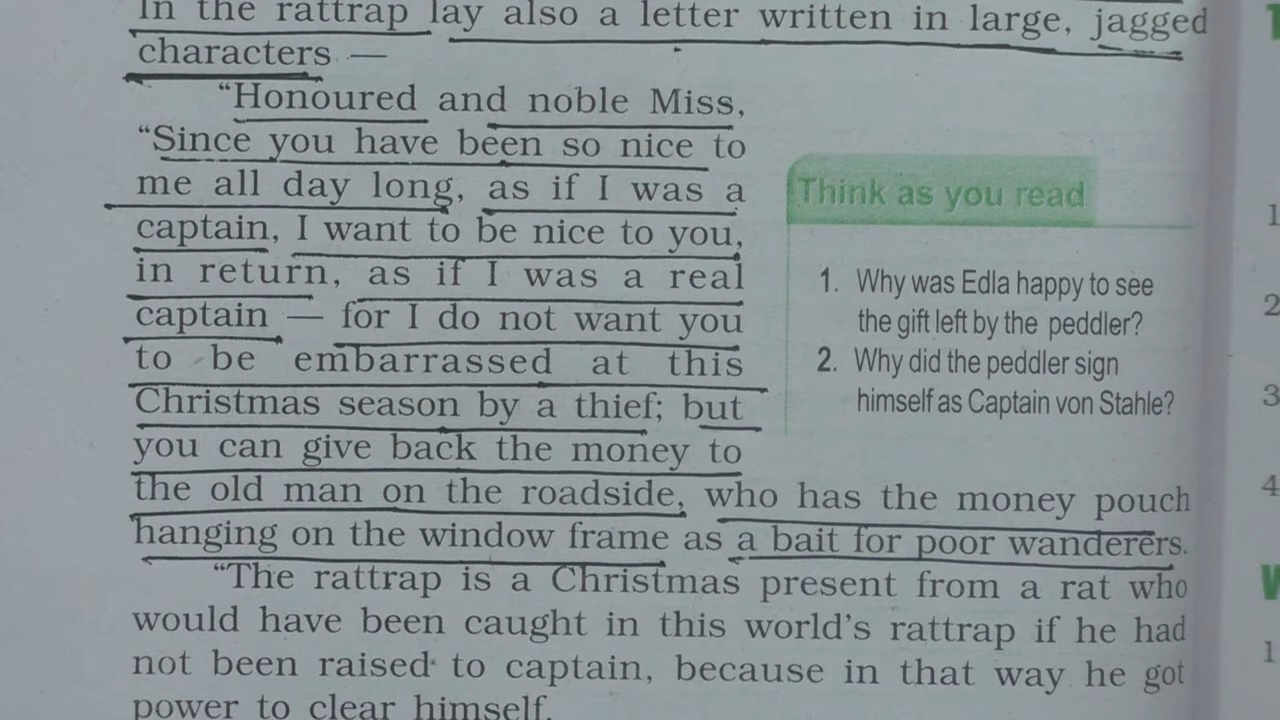 In the rattrap lay also a letter written in large, jagged
characters —
“Honoured and noble Miss,
“Since you have been so nice to
me all day long, as if I was a
captain, I want to be nice to you,
in return, as if I was a real
captain — for I do not want you
to be embarrassed at this
Christmas season by a thief; but
you can give back the money to
the old man on the roadside, who has the money pouch
hanging on the window frame as a bait for poor wanderers.
“The rattrap is a Christmas present from a rat who
would have been caught in this world’s rattrap if he had
not been raised to captain, because in that way he got
power to clear himself.
Think as you read
1. Why was Edla happy to see
the gift left by the peddler?
2. Why did the peddler sign
himself as Captain von Stahle?
1
2
3
4
1